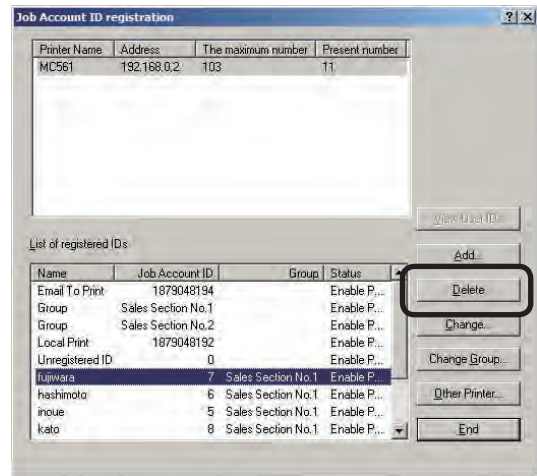 Job Account ID registration
Printer Name Address The maximum number Present number
MC561 192.168.0.2 103 11
View User IDs
List of registered IDs
Add...
Name Job Account ID Group Status
Email To Print 1879048194 Enable P...
Delete
Group Sales Section No.1 Enable P...
Group Sales Section No.2 Enable P...
Change...
Local Print 1879048192 Enable P...
Unregistered ID 0 Enable P...
Change Group...
fujiwara 7 Sales Section No.1 Enable P...
hashimoto 6 Sales Section No.1 Enable P...
Other Printer...
inoue 5 Sales Section No.1 Enable P...
kato 8 Sales Section No.1 Enable P...
End